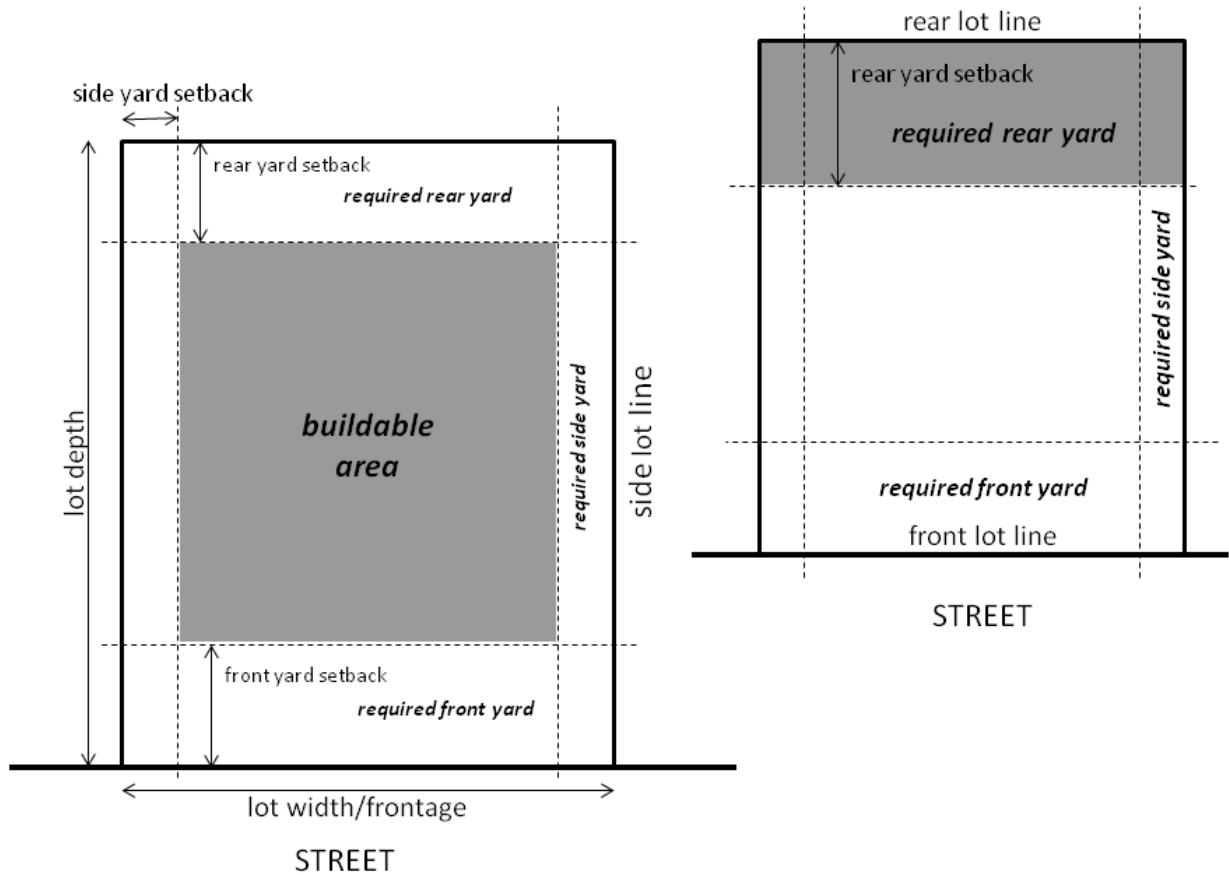 side yard setback
rear yard setback
required rear yard
buildable
area
required side yard
side lot line
lot depth
front yard setback
required front yard
lot width/frontage
STREET
rear lot line
rear yard setback
required rear yard
required side yard
required front yard
front lot line
STREET